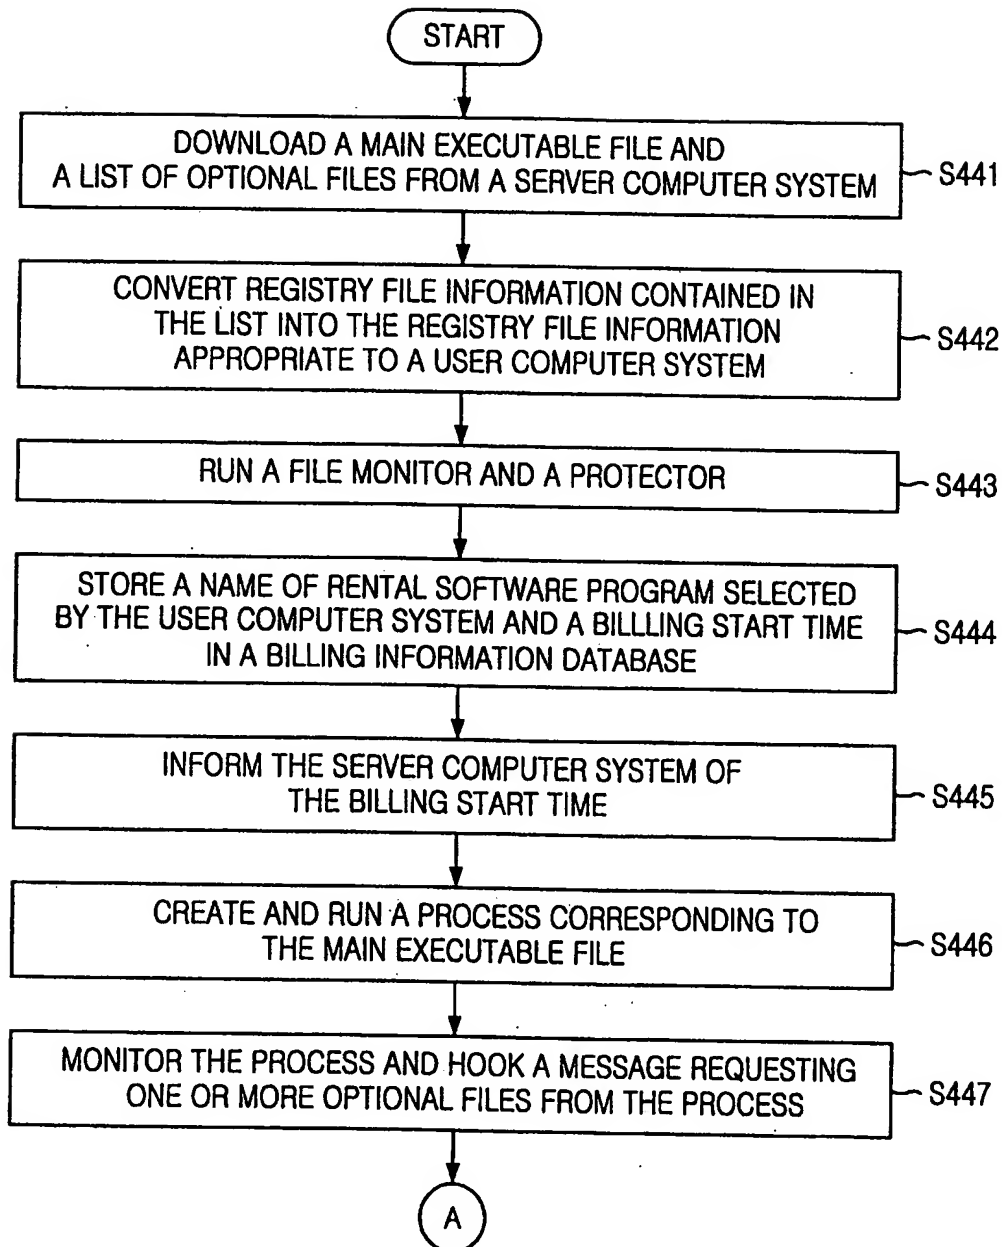 START
DOWNLOAD A MAIN EXECUTABLE FILE AND
A LIST OF OPTIONAL FILES FROM A SERVER COMPUTER SYSTEM
S441
CONVERT REGISTRY FILE INFORMATION CONTAINED IN
THE LIST INTO THE REGISTRY FILE INFORMATION
APPROPRIATE TO A USER COMPUTER SYSTEM
S442
RUN A FILE MONITOR AND A PROTECTOR
S443
STORE A NAME OF RENTAL SOFTWARE PROGRAM SELECTED
BY THE USER COMPUTER SYSTEM AND A BILLLING START TIME
IN A BILLING INFORMATION DATABASE
S444
INFORM THE SERVER COMPUTER SYSTEM OF
THE BILLING START TIME
S445
CREATE AND RUN A PROCESS CORRESPONDING TO
THE MAIN EXECUTABLE FILE
S446
MONITOR THE PROCESS AND HOOK A MESSAGE REQUESTING
ONE OR MORE OPTIONAL FILES FROM THE PROCESS
S447
A